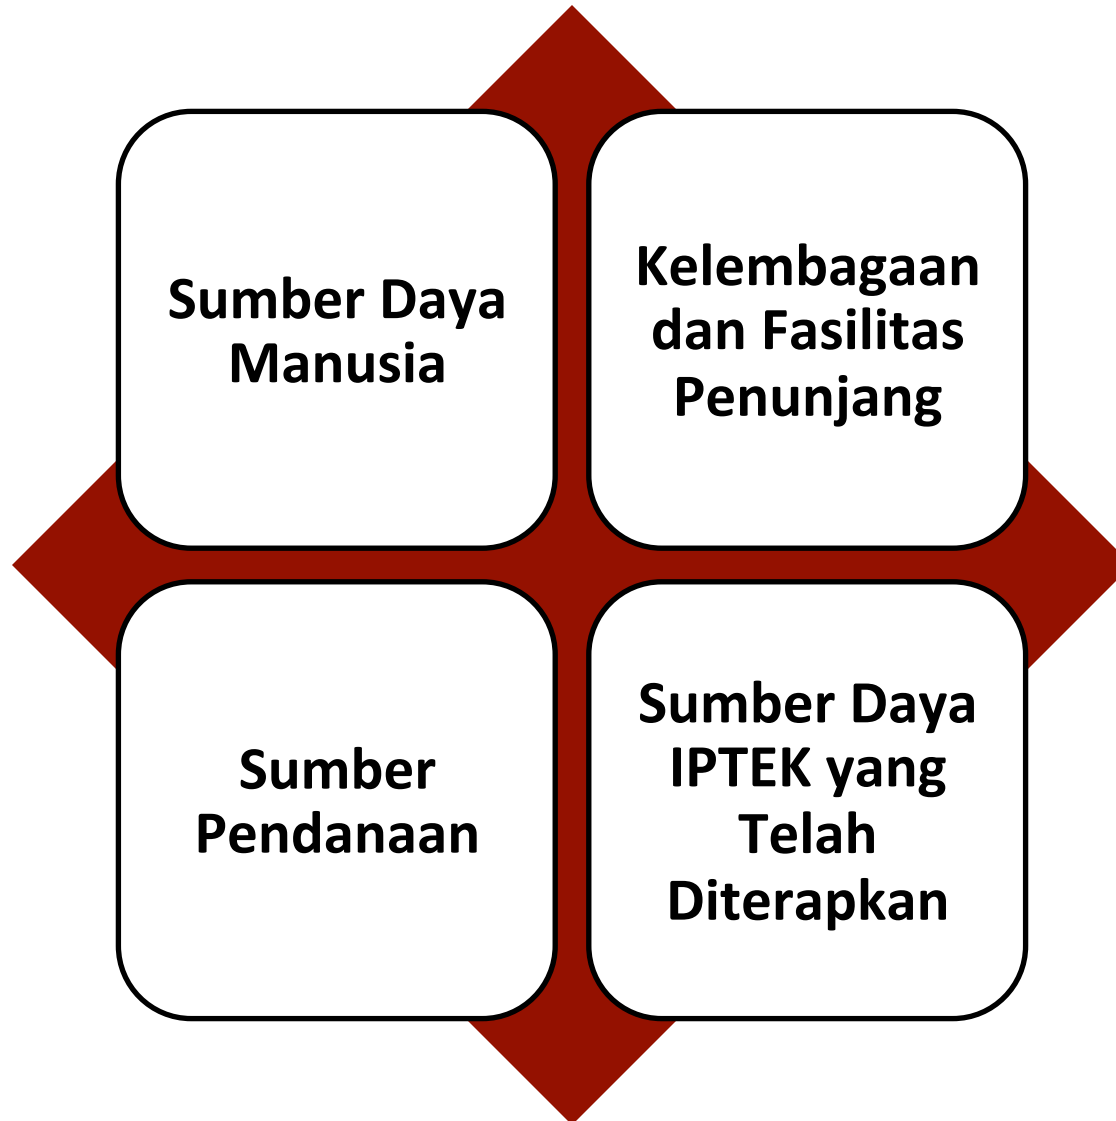 Sumber Daya
Manusia
Kelembagaan
dan Fasilitas
Penunjang
Sumber
Pendanaan
Sumber Daya
IPTEK yang
Telah
Diterapkan